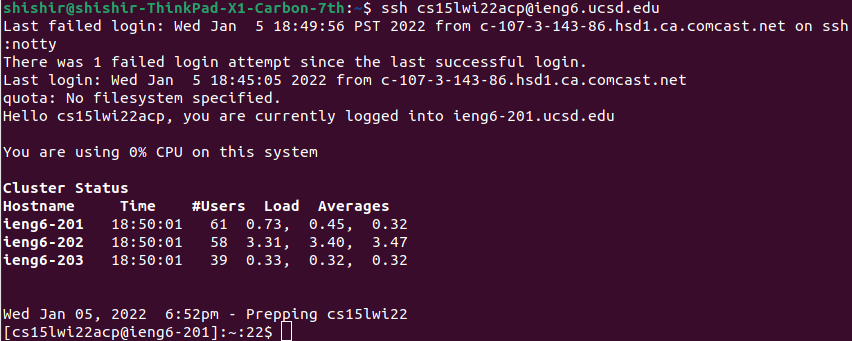 shishir@shishir-ThinkPad-X1-Carbon-7th:~$ ssh cs15lwi22acp@ieng6.ucsd.edu
Last failed login: Wed Jan  5 18:49:56 PST 2022 from c-107-3-143-86.hsd1.ca.comcast.net on ssh
:notty
There was 1 failed login attempt since the last successful login.
Last login: Wed Jan  5 18:45:05 2022 from c-107-3-143-86.hsd1.ca.comcast.net
quota: No filesystem specified.
Hello cs15lwi22acp, you are currently logged into ieng6-201.ucsd.edu
You are using 0% CPU on this system
Cluster Status
Hostname     Time    #Users  Load  Averages
ieng6-201   18:50:01   61  0.73,  0.45,  0.32
ieng6-202   18:50:01   58  3.31,  3.40,  3.47
ieng6-203   18:50:01   39  0.33,  0.32,  0.32
Wed Jan 05, 2022  6:52pm - Prepping cs15lwi22
[cs15lwi22acp@ieng6-201]:~:22$